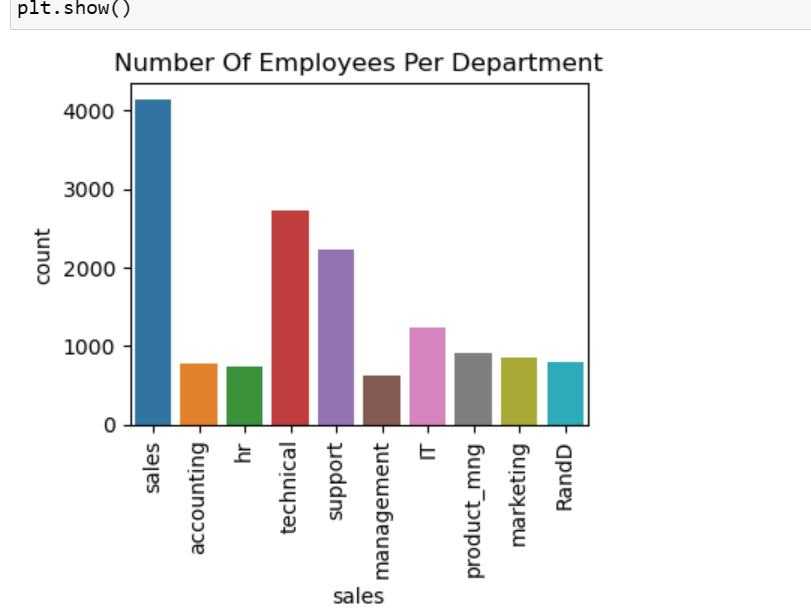 plt.show()
Number Of Employees Per Department
4000
3000
2000
1000
0
count
sales
accounting
hr
technical
support
management
IT
product_mng
marketing
RandD
sales